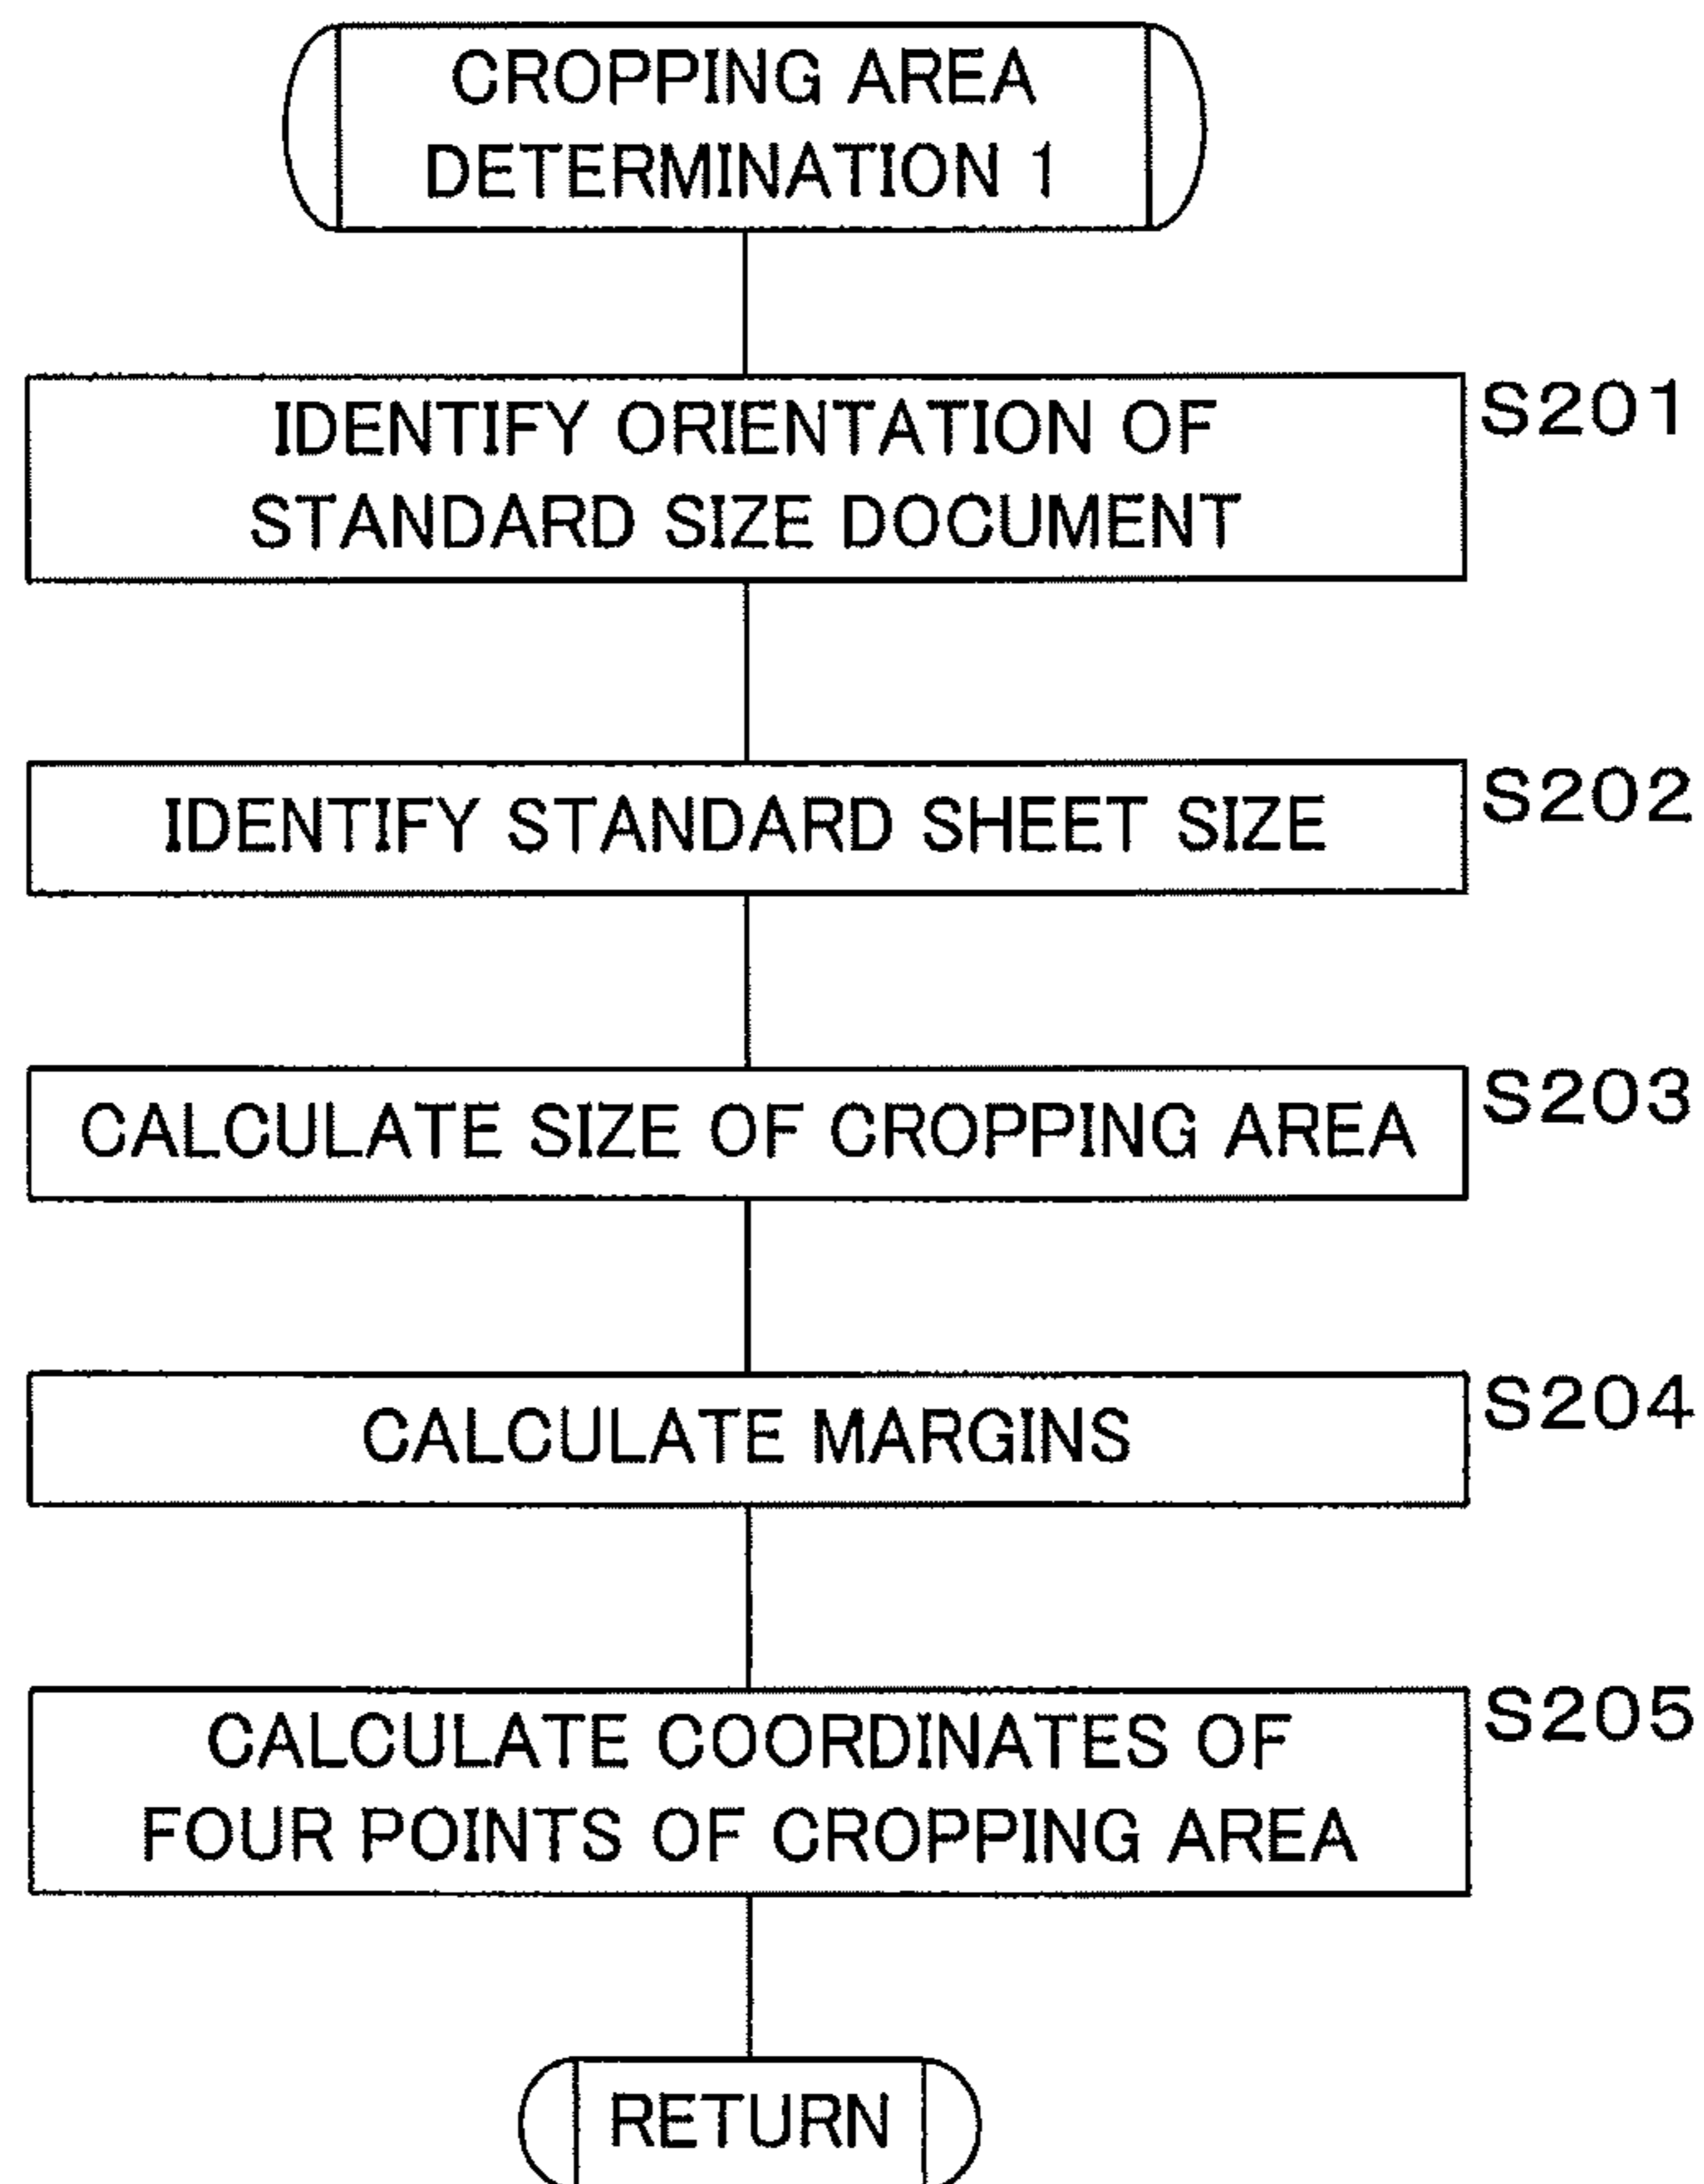 CROPPING AREA
DETERMINATION 1
IDENTIFY ORIENTATION OF
STANDARD SIZE DOCUMENT
S201
IDENTIFY STANDARD SHEET SIZE
S202
CALCULATE SIZE OF CROPPING AREA
S203
CALCULATE MARGINS
S204
CALCULATE COORDINATES OF
FOUR POINTS OF CROPPING AREA
S205
RETURN